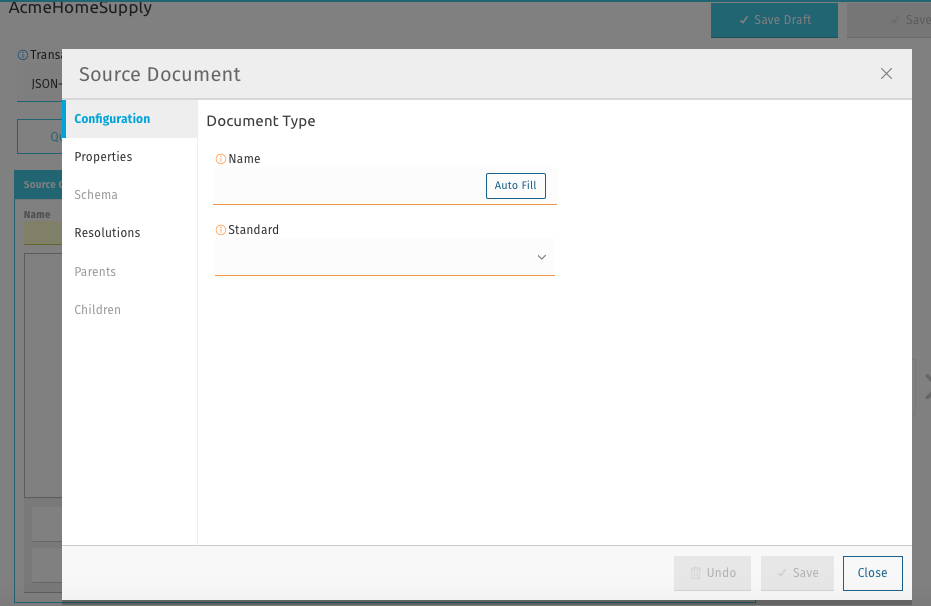 AcmeHomeSupply
Save Draft
Save
Transa
JSON-
Source Document
Configuration
Document Type
Properties
Name
Auto Fill
Schema
Source
Name
Resolutions
Standard
Parents
Children
Undo
Save
Close